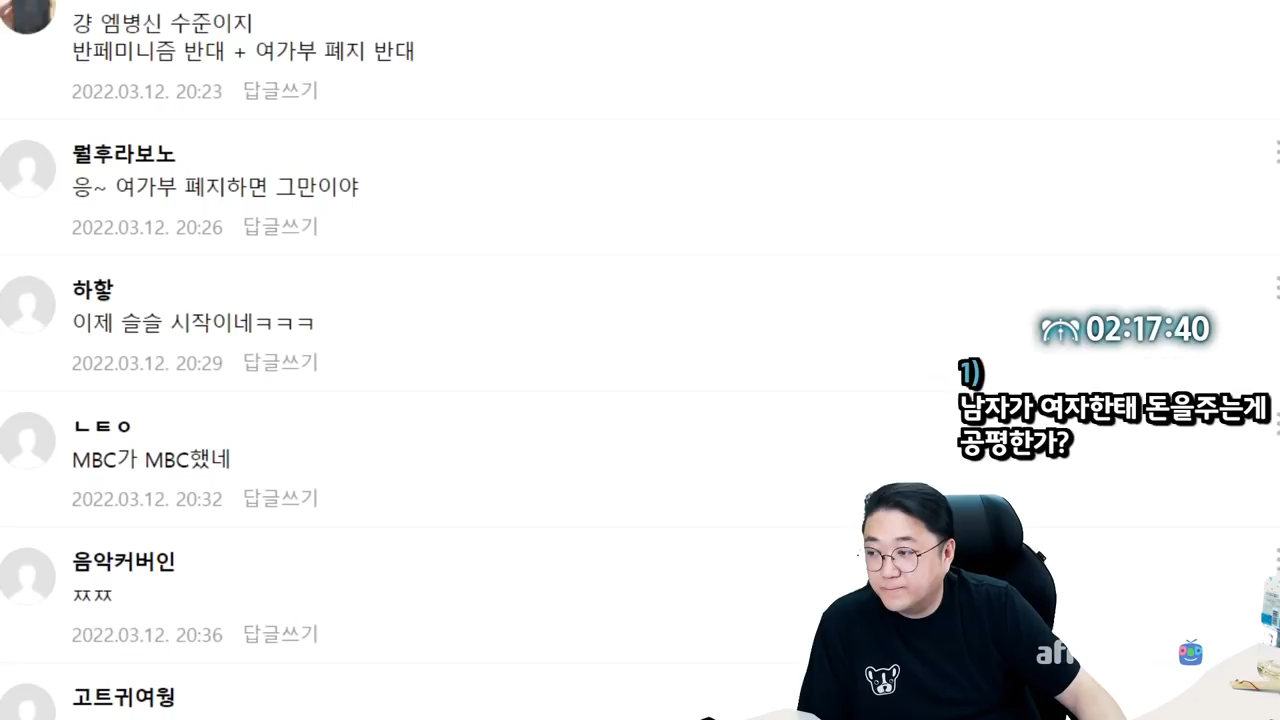 걍 엠병신 수준이지
반페미니즘 반대 + 여가부 폐지 반대
2022.03.12. 20:23 답글쓰기
뭘후라보노
응~ 여가부 폐지하면 그만이야
2022.03.12. 20:26 답글쓰기
하핳
이제 슬슬 시작이네ㅋㅋㅋ
2022.03.12. 20:29 답글쓰기
02:17:40
1)
남자가 여자한태 돈을주는게
공평한가?
ㄴㅌㅇ
MBC가 MBC했네
2022.03.12. 20:32 답글쓰기
음악커버인
ㅉㅉ
2022.03.12. 20:36 답글쓰기
고트귀여웡